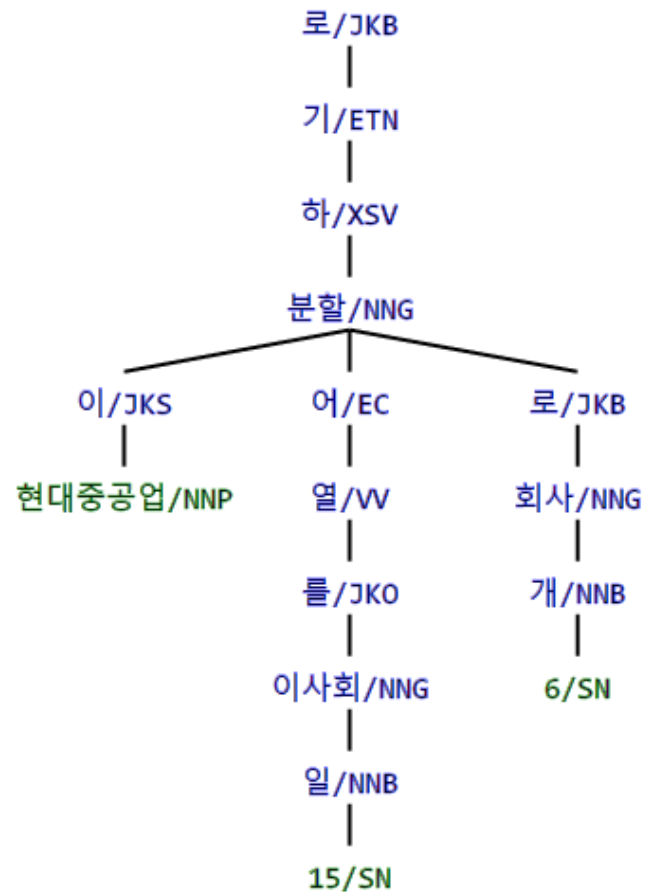 로/JKB
기/ETN
하/XSV
분할/NNG
이/JKS 어/EC 로/JKB
현대중공업/NNP 열/VV 회사/NNG
를/JKO 개/NNB
이사회/NNG 6/SN
일/NNB
15/SN